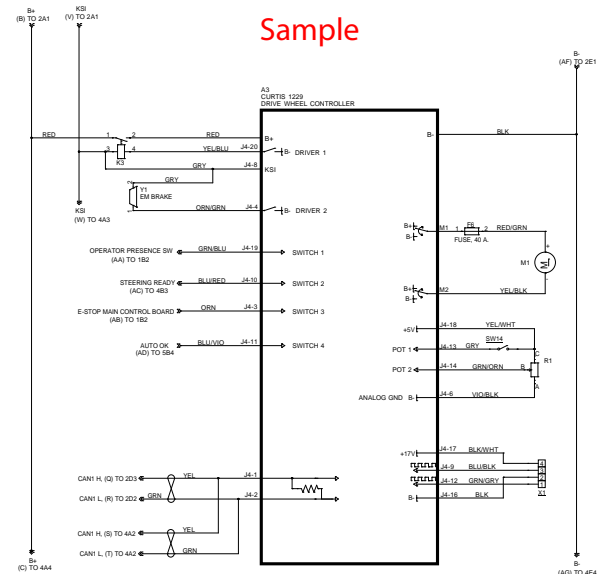 Sample
B+
(B) TO 2A1
KSI
(V) TO 2A1
B-
(AF) TO 2E1
A3
CURTIS 1229
DRIVE WHEEL CONTROLLER
RED
1
2
RED
B+
B-
BLK
3
4
YEL/BLU
J4-20
B- DRIVER 1
K3
GRY
J4-8
KSI
GRY
2
Y1
EM BRAKE
1
ORN/GRN
J4-4
B- DRIVER 2
KSI
(W) TO 4A3
B+
B-
M1
1
F6
2
RED/GRN
FUSE, 40 A.
OPERATOR PRESENCE SW
(AA) TO 1B2
GRN/BLU
J4-19
SWITCH 1
+
M1
M
-
STEERING READY
(AC) TO 4B3
BLU/RED
J4-10
SWITCH 2
B+
B-
M2
YEL/BLK
E-STOP MAIN CONTROL BOARD
(AB) TO 1B2
ORN
J4-3
SWITCH 3
+5V
J4-18
YEL/WHT
AUTO OK
(AD) TO 5B4
BLU/VIO
J4-11
SWITCH 4
POT 1
J4-13
GRY
SW14
C
POT 2
J4-14
GRN/ORN
B
R1
A
ANALOG GND B-
J4-6
VIO/BLK
+17V
J4-17
BLK/WHT
4
J4-9
BLU/BLK
3
J4-12
GRN/GRY
2
J4-16
BLK
1
B-
X1
CAN1 H, (Q) TO 2D3
YEL
J4-1
CAN1 L, (R) TO 2D2
GRN
J4-2
CAN1 H, (S) TO 4A2
YEL
CAN1 L, (T) TO 4A2
GRN
B+
(C) TO 4A4
B-
(AG) TO 4E4